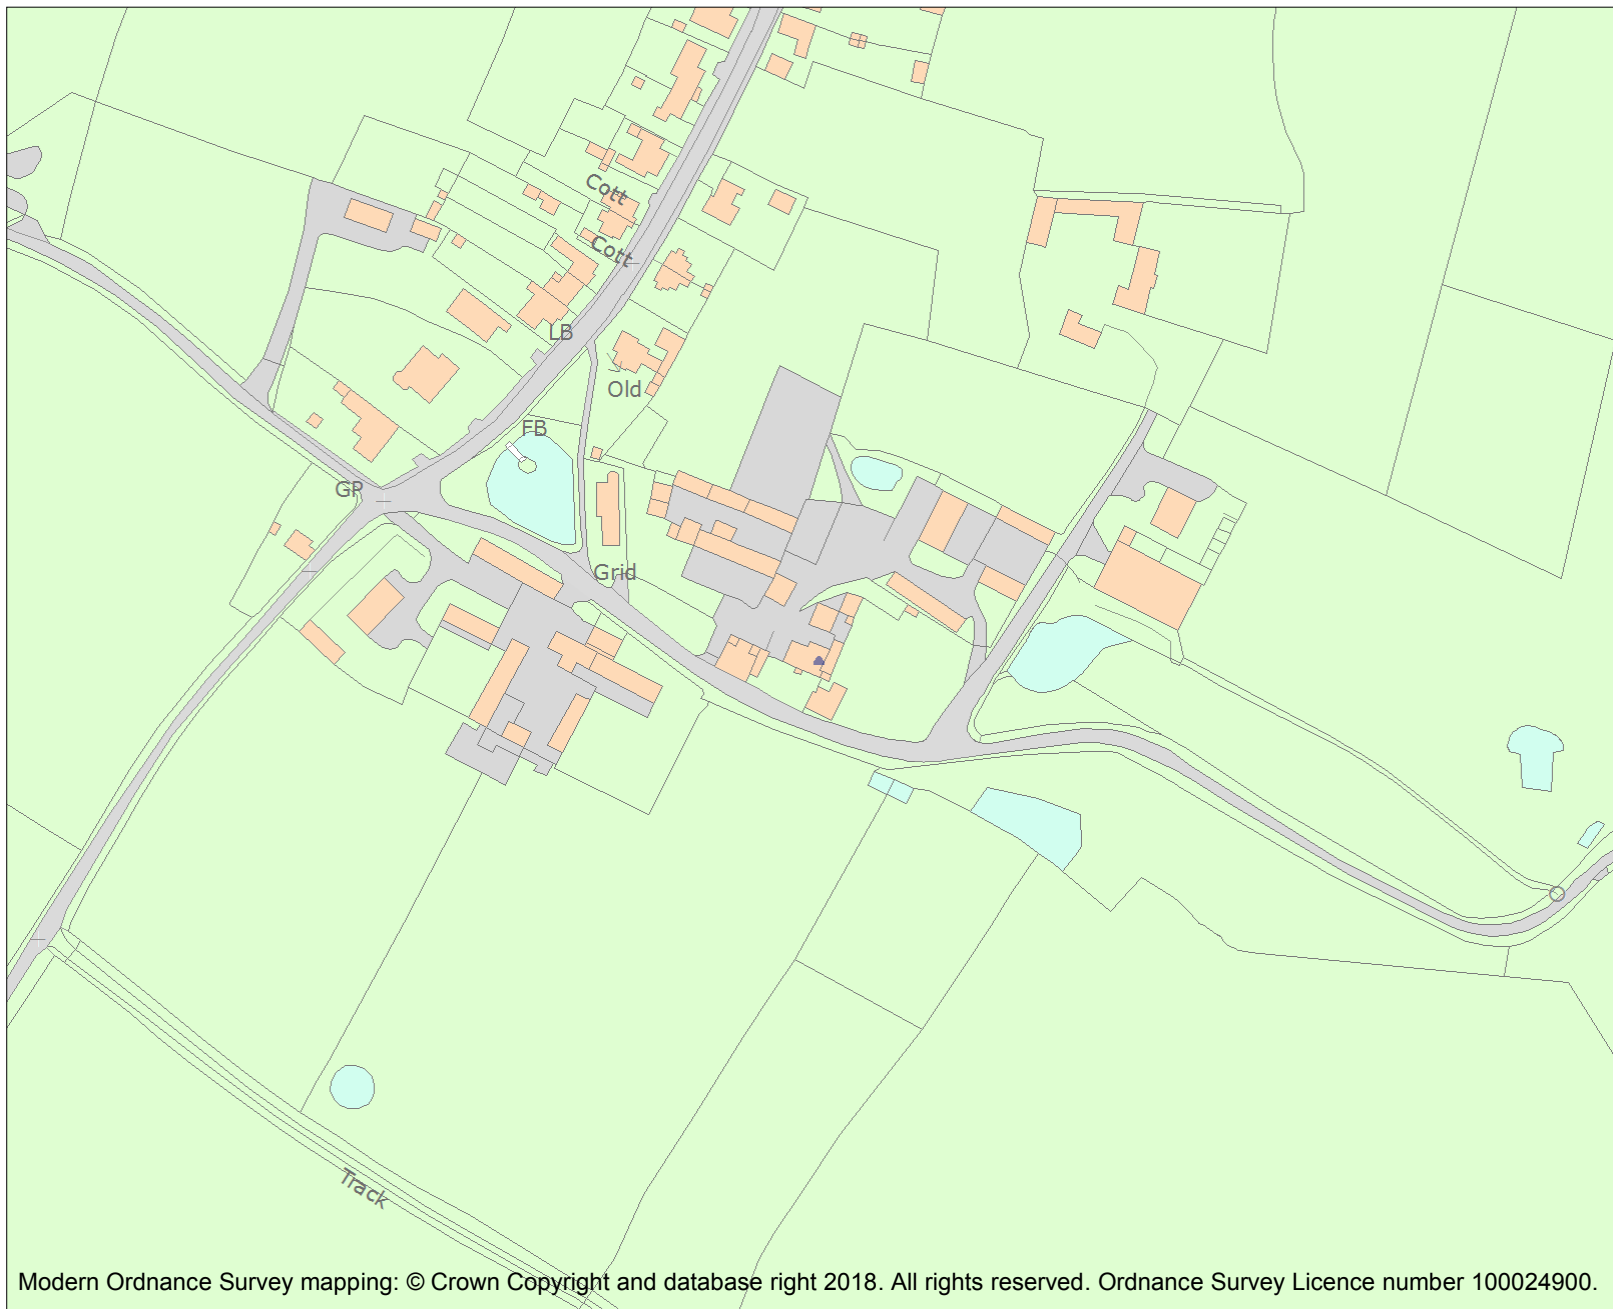 Cott
Cott
LB
Old
FB
GP
Grid
Track
Modern Ordnance Survey mapping: © Crown Copyright and database right 2018. All rights reserved. Ordnance Survey Licence number 100024900.